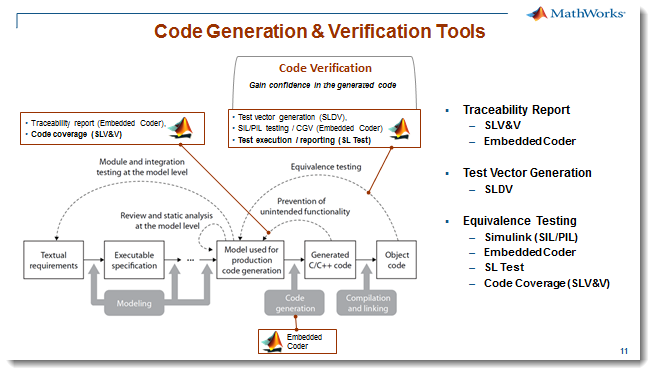 MathWorks®
Code Generation & Verification Tools
Code Verification
Gain confidence in the generated code
• Traceability report (Embedded Coder),
• Code coverage (SLV&V)
• Test vector generation (SLDV),
• SIL/PIL testing / CGV (Embedded Coder)
• Test execution / reporting (SL Test)
Module and integration
testing at the model level
Equivalence testing
Review and static analysis
at the model level
Prevention of
unintended functionality
Textual
requirements
Executable
specification
...
Model used for
production
code generation
Generated
C/C++ code
Object
code
Modeling
Code
generation
Compilation
and linking
Embedded
Coder
▪ Traceability Report
– SLV&V
– Embedded Coder
▪ Test Vector Generation
– SLDV
▪ Equivalence Testing
– Simulink (SIL/PIL)
– Embedded Coder
– SL Test
– Code Coverage (SLV&V)
11